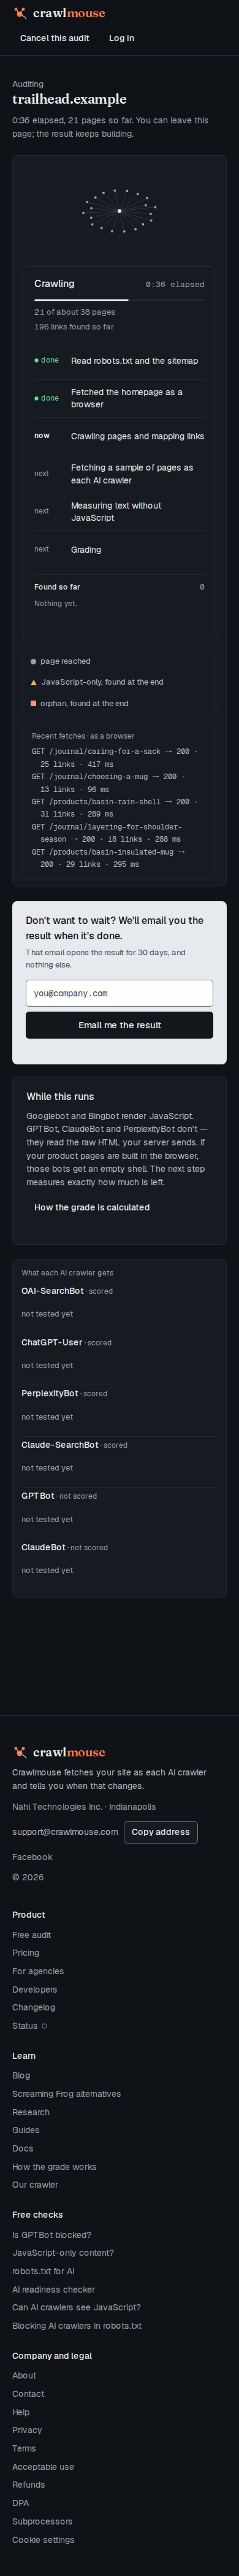 crawlmouse
Cancel this audit Log in
Auditing
trailhead.example
0:36 elapsed, 21 pages so far. You can leave this
page; the result keeps building.
Crawling 0:36 elapsed
21 of about 38 pages
196 links found so far
done Read robots.txt and the sitemap
done Fetched the homepage as a
browser
now Crawling pages and mapping links
next Fetching a sample of pages as
each AI crawler
next Measuring text without
JavaScript
next Grading
Found so far 0
Nothing yet.
page reached
JavaScript-only, found at the end
orphan, found at the end
Recent fetches · as a browser
GET /journal/caring-for-a-sack → 200 ·
25 links · 417 ms
GET /journal/choosing-a-mug → 200 ·
13 links · 96 ms
GET /products/basin-rain-shell → 200 ·
31 links · 289 ms
GET /journal/layering-for-shoulder-
season → 200 · 18 links · 288 ms
GET /products/basin-insulated-mug →
200 · 29 links · 295 ms
Don't want to wait? We'll email you the
result when it's done.
That email opens the result for 30 days, and
nothing else.
you@company.com
Email me the result
While this runs
Googlebot and Bingbot render JavaScript.
GPTBot, ClaudeBot and PerplexityBot don't —
they read the raw HTML your server sends. If
your product pages are built in the browser,
those bots get an empty shell. The next step
measures exactly how much is left.
How the grade is calculated
What each AI crawler gets
OAI-SearchBot · scored
not tested yet
ChatGPT-User · scored
not tested yet
PerplexityBot · scored
not tested yet
Claude-SearchBot · scored
not tested yet
GPTBot · not scored
not tested yet
ClaudeBot · not scored
not tested yet
crawlmouse
Crawlmouse fetches your site as each AI crawler
and tells you when that changes.
Nahl Technologies Inc. · Indianapolis
support@crawlmouse.com Copy address
Facebook
© 2026
Product
Free audit
Pricing
For agencies
Developers
Changelog
Status
Learn
Blog
Screaming Frog alternatives
Research
Guides
Docs
How the grade works
Our crawler
Free checks
Is GPTBot blocked?
JavaScript-only content?
robots.txt for AI
AI readiness checker
Can AI crawlers see JavaScript?
Blocking AI crawlers in robots.txt
Company and legal
About
Contact
Help
Privacy
Terms
Acceptable use
Refunds
DPA
Subprocessors
Cookie settings